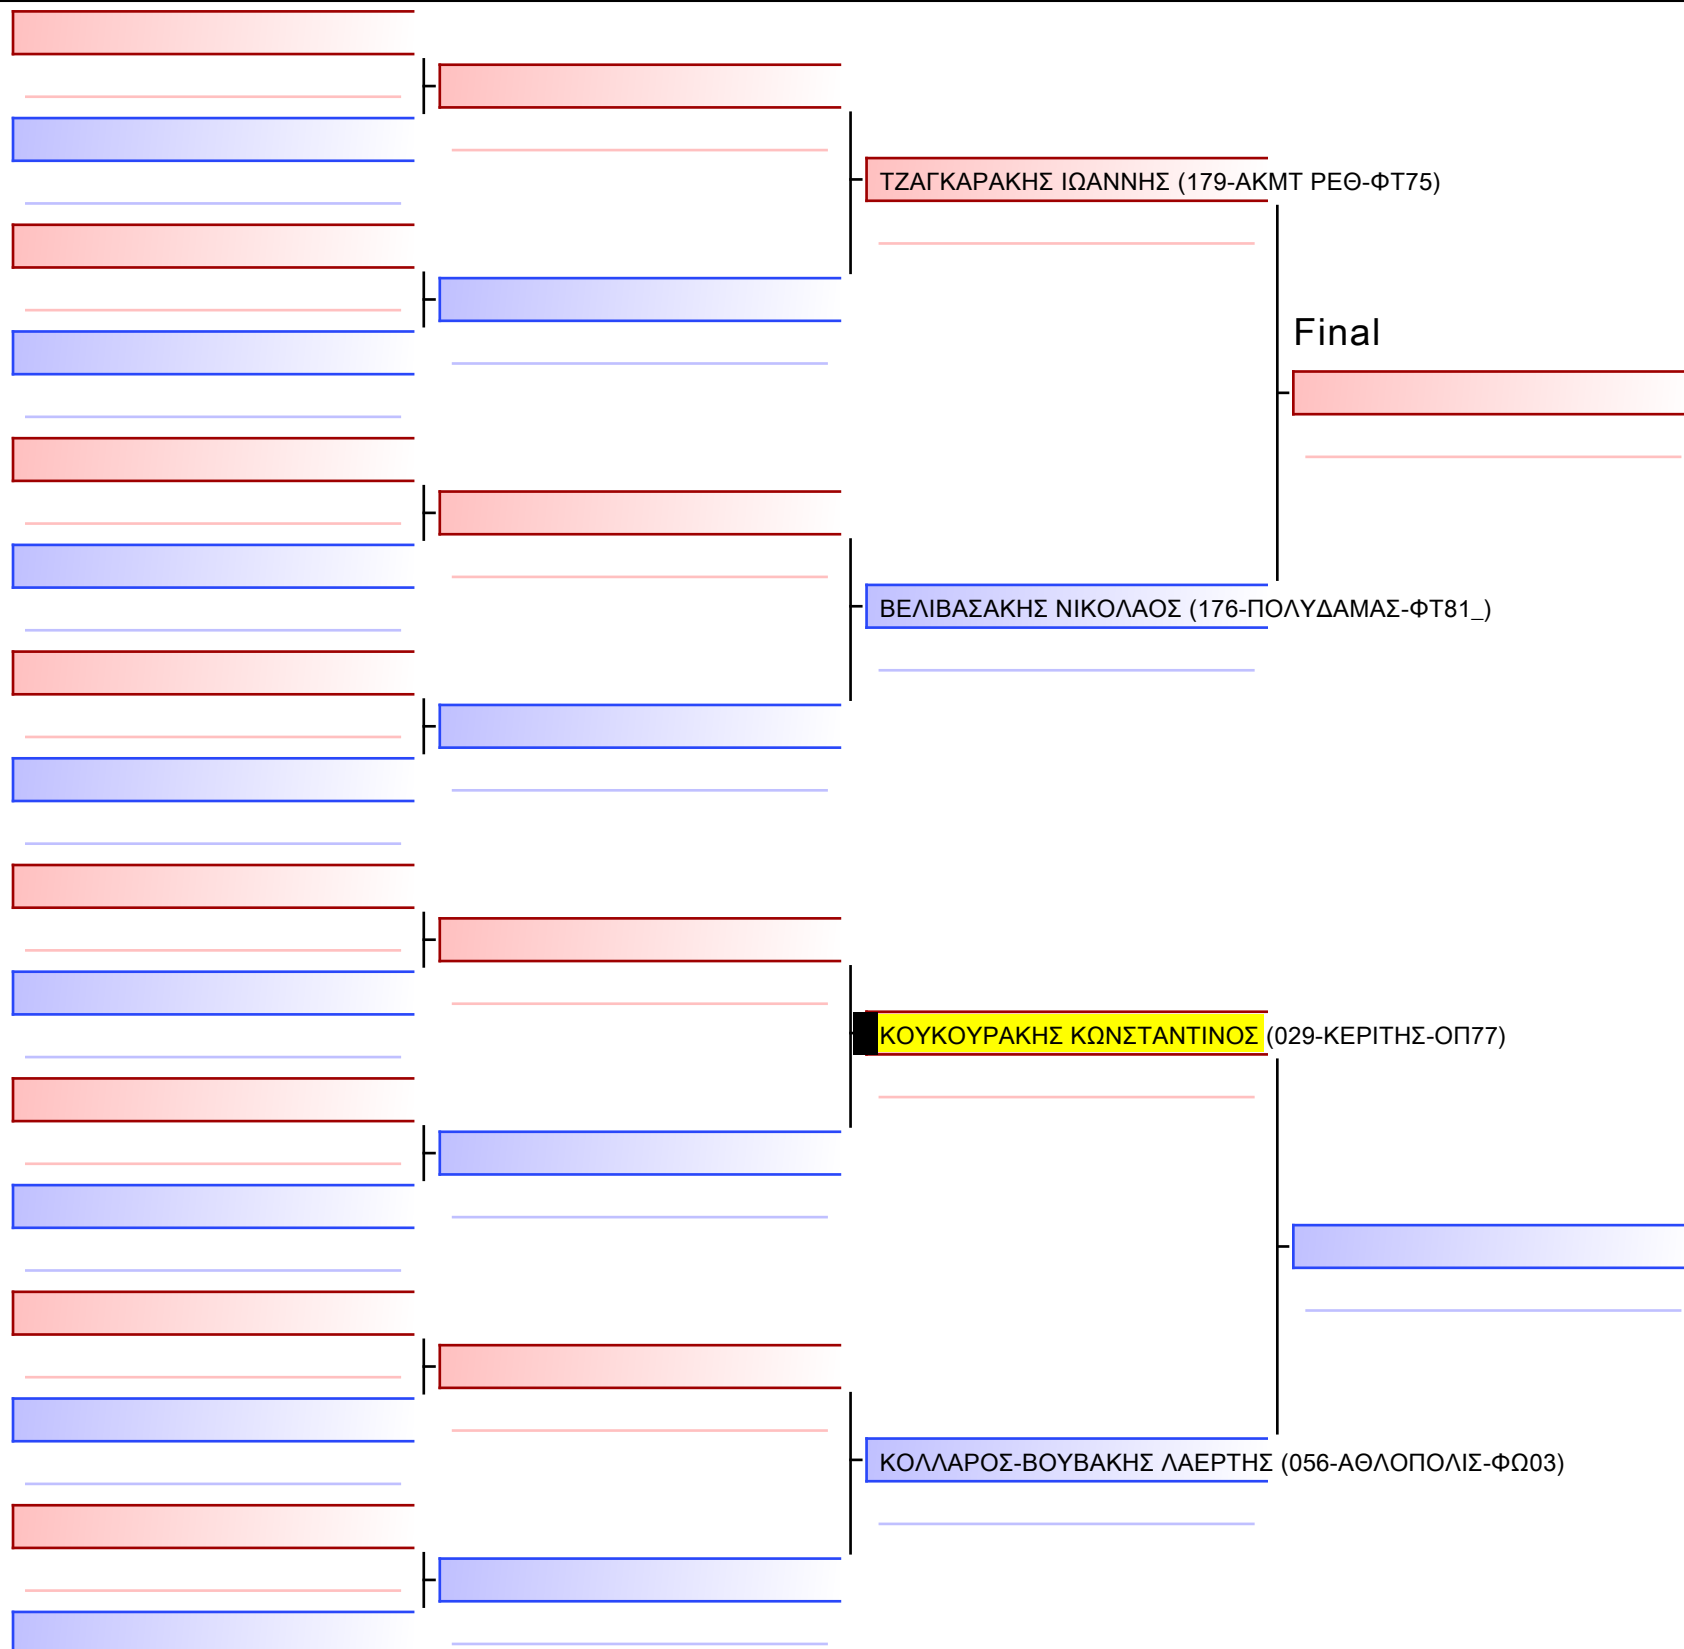 ΤΖΑΓΚΑΡΑΚΗΣ ΙΩΑΝΝΗΣ (179-ΑΚΜΤ ΡΕΘ-ΦΤ75)
Final
ΒΕΛΙΒΑΣΑΚΗΣ ΝΙΚΟΛΑΟΣ (176-ΠΟΛΥΔΑΜΑΣ-ΦΤ81_)
ΚΟΥΚΟΥΡΑΚΗΣ ΚΩΝΣΤΑΝΤΙΝΟΣ (029-ΚΕΡΙΤΗΣ-ΟΠ77)
ΚΟΛΛΑΡΟΣ-ΒΟΥΒΑΚΗΣ ΛΑΕΡΤΗΣ (056-ΑΘΛΟΠΟΛΙΣ-ΦΩ03)